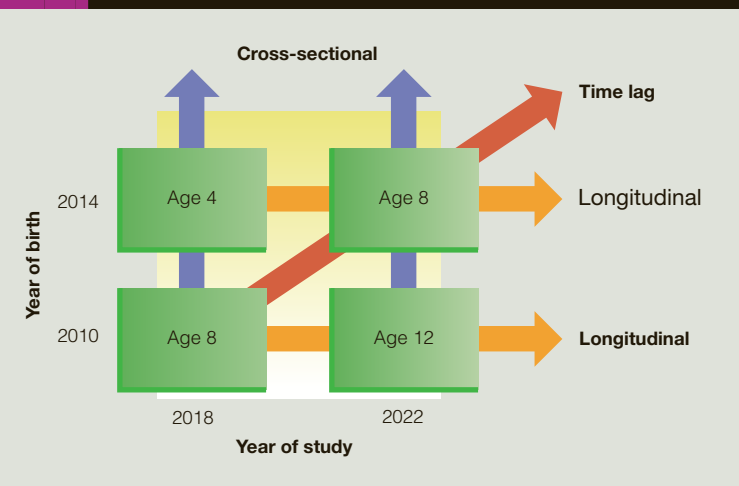 Cross-sectional
Time lag
2014
Age 4
Age 8
Longitudinal
Year of birth
2010
Age 8
Age 12
Longitudinal
2018
2022
Year of study